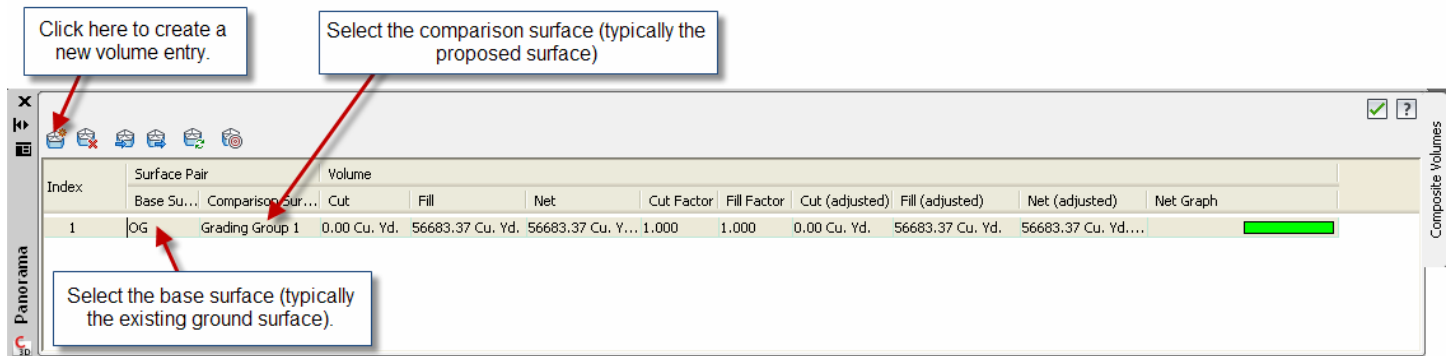 Click here to create a
new volume entry.
Select the comparison surface (typically the
proposed surface)
Index
Surface Pair
Volume
Base Su...
Comparison Sur...
Cut
Fill
Net
Cut Factor
Fill Factor
Cut (adjusted)
Fill (adjusted)
Net (adjusted)
Net Graph
1
OG
Grading Group 1
0.00 Cu. Yd.
56683.37 Cu. Yd.
56683.37 Cu. Y...
1.000
1.000
0.00 Cu. Yd.
56683.37 Cu. Yd.
56683.37 Cu. Yd....
Select the base surface (typically
the existing ground surface).
Panorama
C
3D
Composite Volumes
?